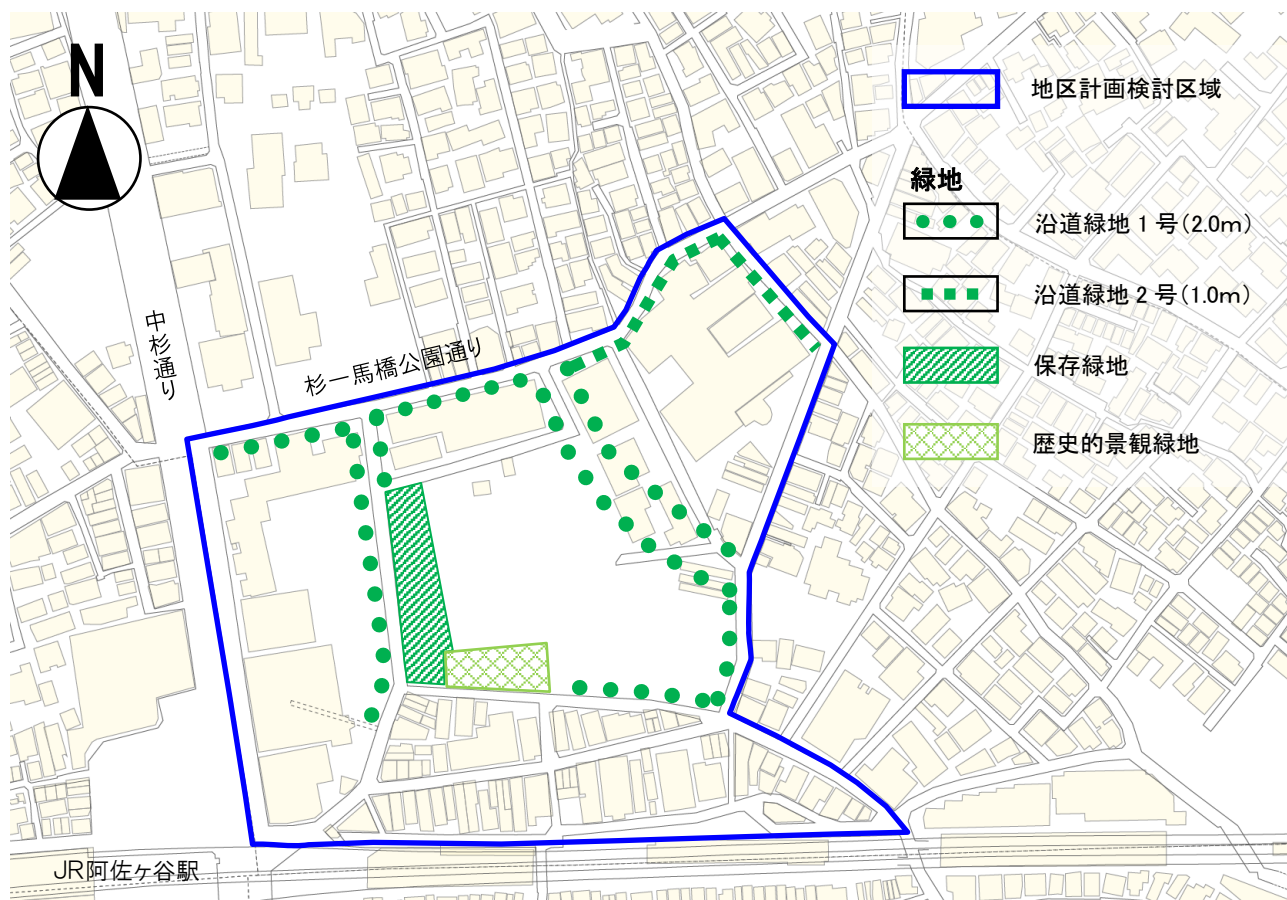 N
地区計画検討区域
緑地
沿道緑地 1 号(2.0m)
沿道緑地 2 号(1.0m)
保存緑地
歴史的景観緑地
中杉通り
杉一馬橋公園通り
JR阿佐ヶ谷駅